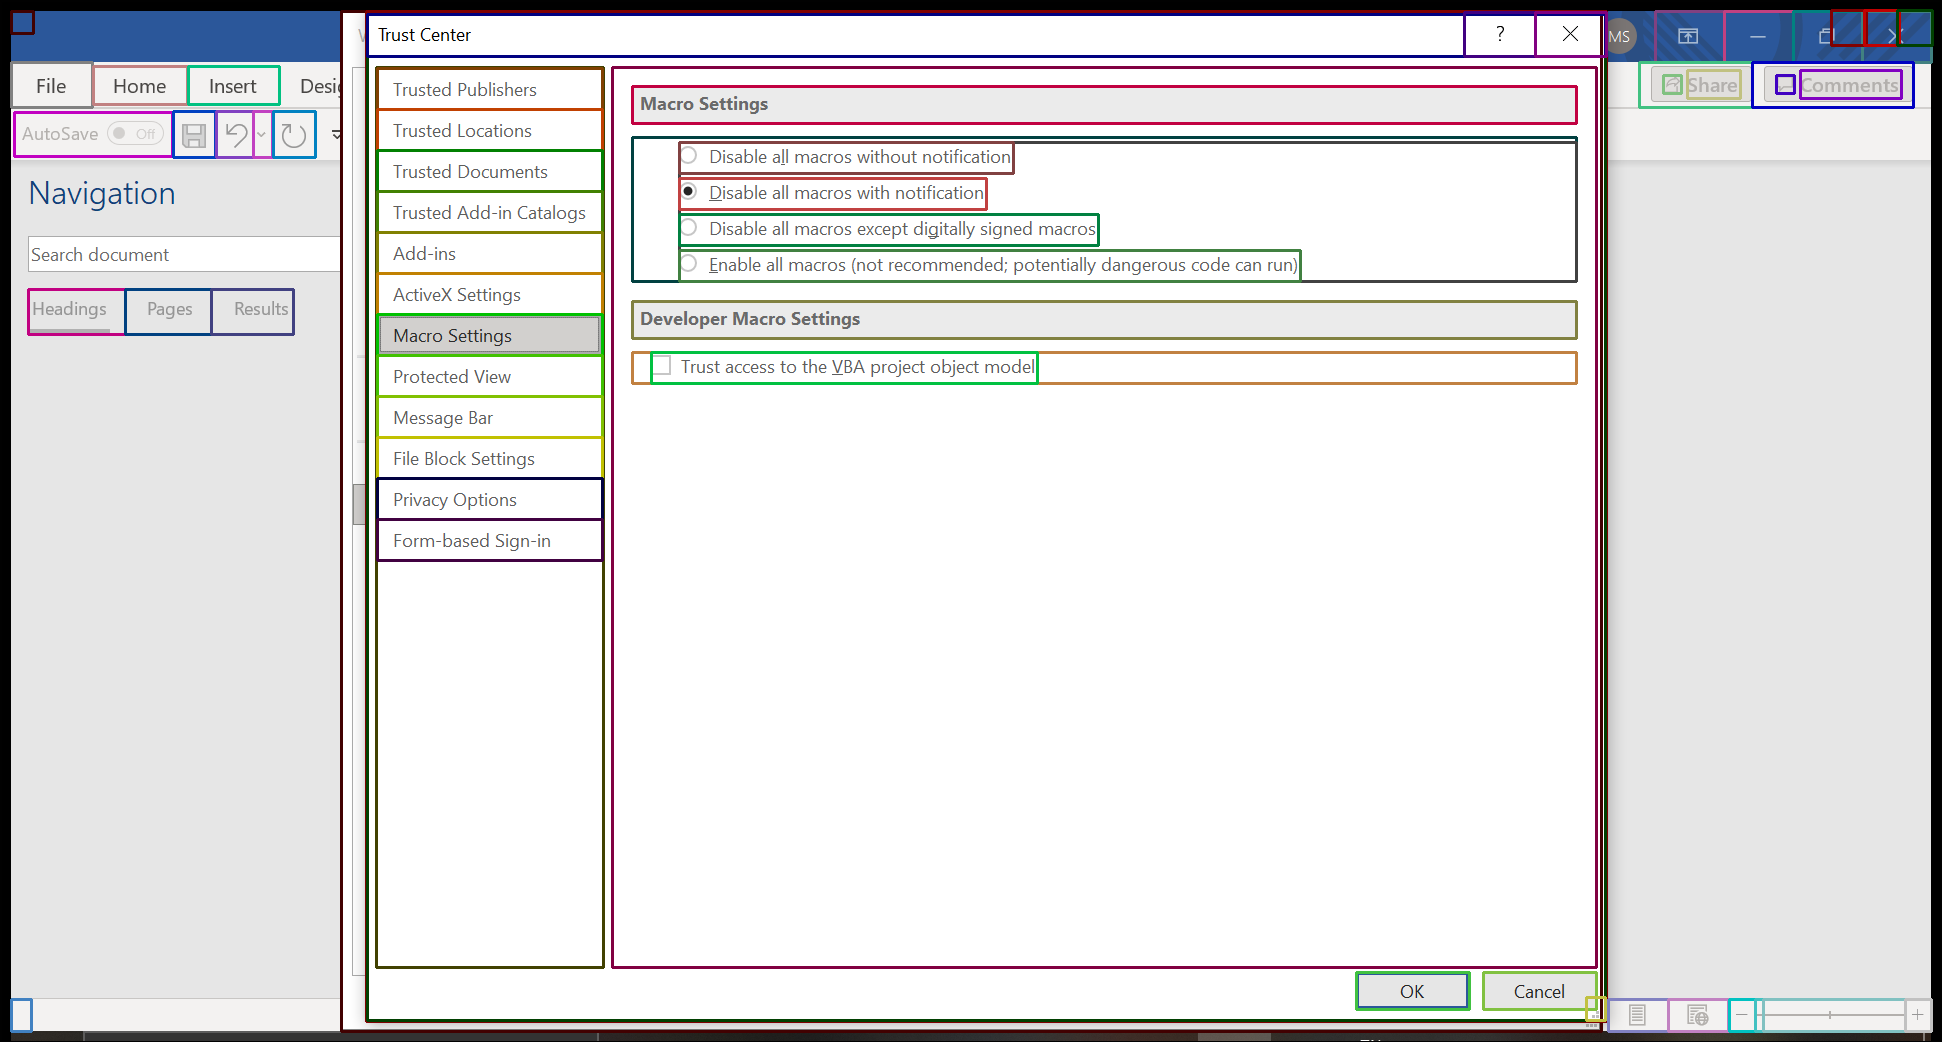 Trust Center
?
MS
File
Home
Insert
Share
Comments
AutoSave
Off
Navigation
Search document
Headings
Pages
Results
Trusted Publishers
Trusted Locations
Trusted Documents
Trusted Add-in Catalogs
Add-ins
ActiveX Settings
Macro Settings
Protected View
Message Bar
File Block Settings
Privacy Options
Form-based Sign-in
Macro Settings
Disable all macros without notification
Disable all macros with notification
Disable all macros except digitally signed macros
Enable all macros (not recommended; potentially dangerous code can run)
Developer Macro Settings
Trust access to the VBA project object model
OK
Cancel